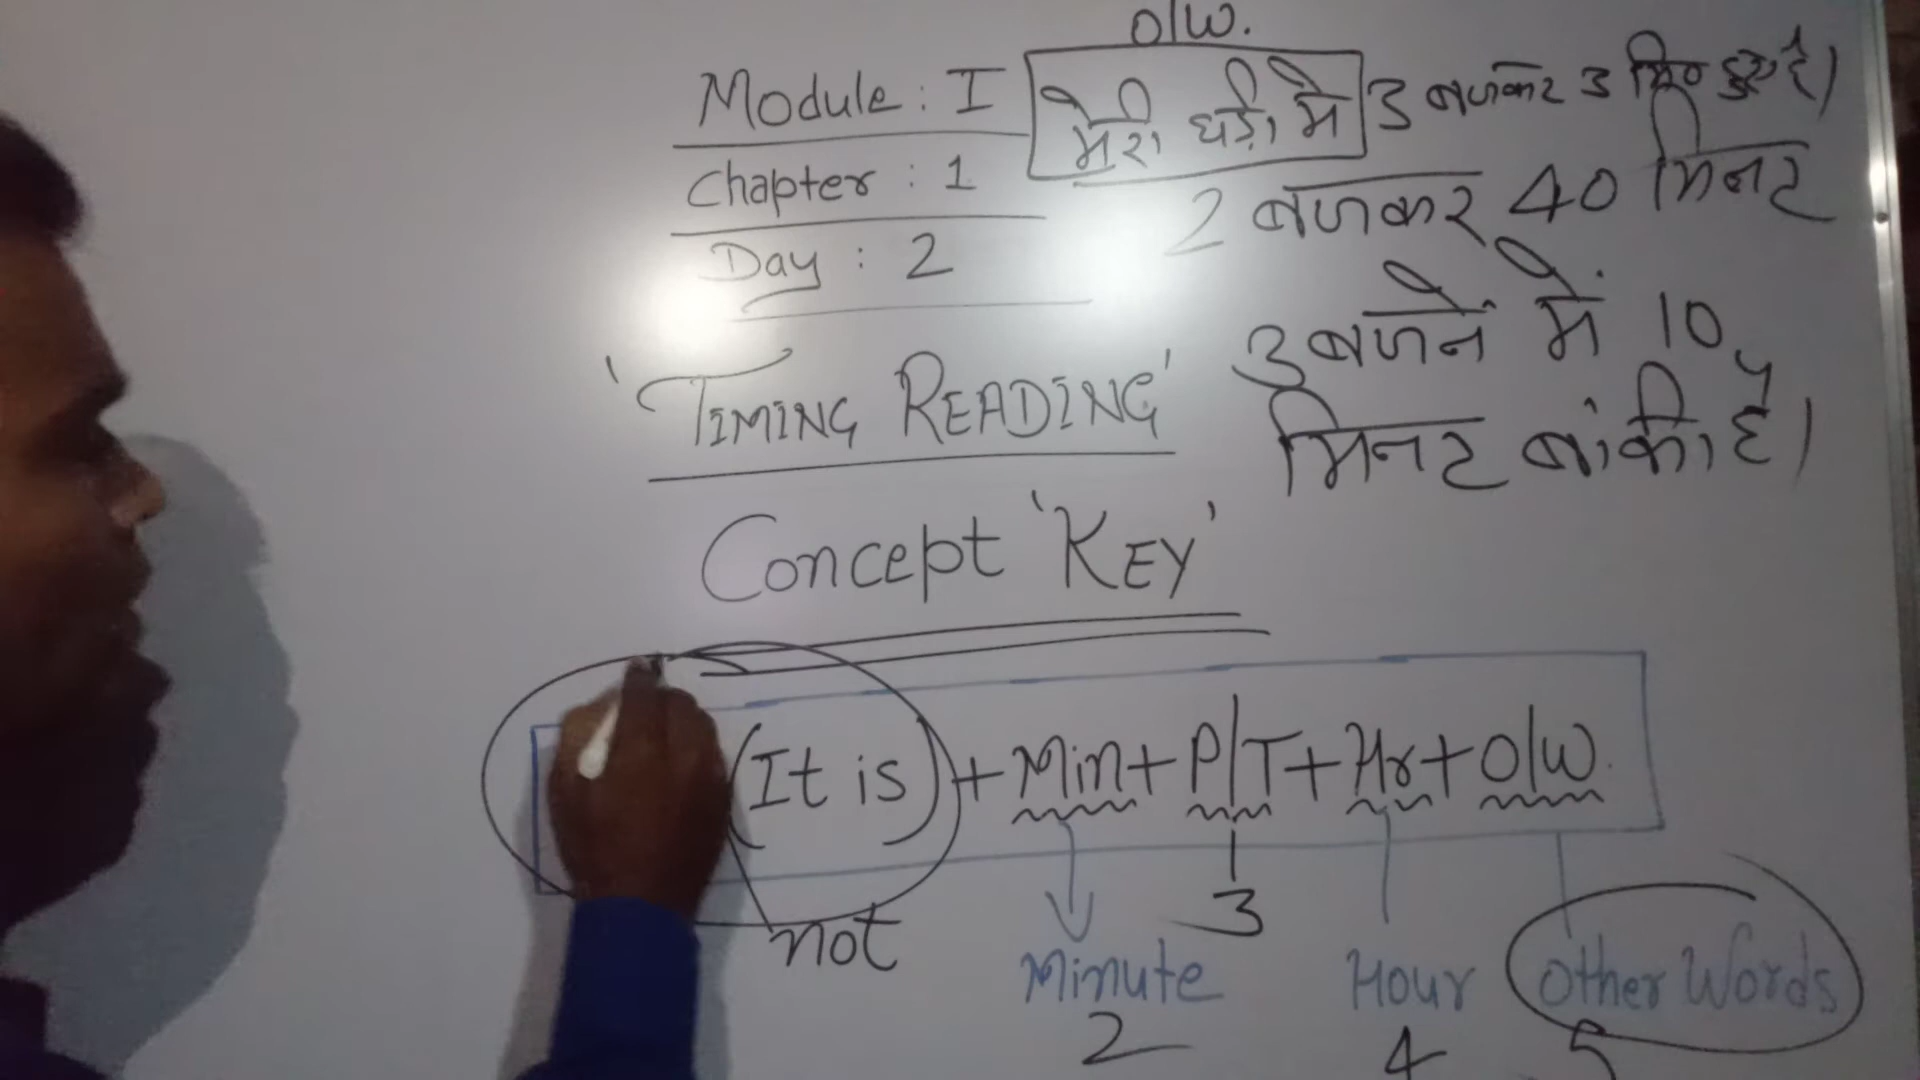 O/W.
Module : I
मेरी घड़ी में 3 बजकर 3 मि० हुए है।
Chapter : 1
2 बजकर 40 मिनट
Day : 2
3 बजने में 10
मिनट बांकी है।
'TIMING READING'
Concept 'KEY'
(It is) + Min + P/T + Hr + O/W.
not
3
Minute
Hour
Other Words
2
4
5